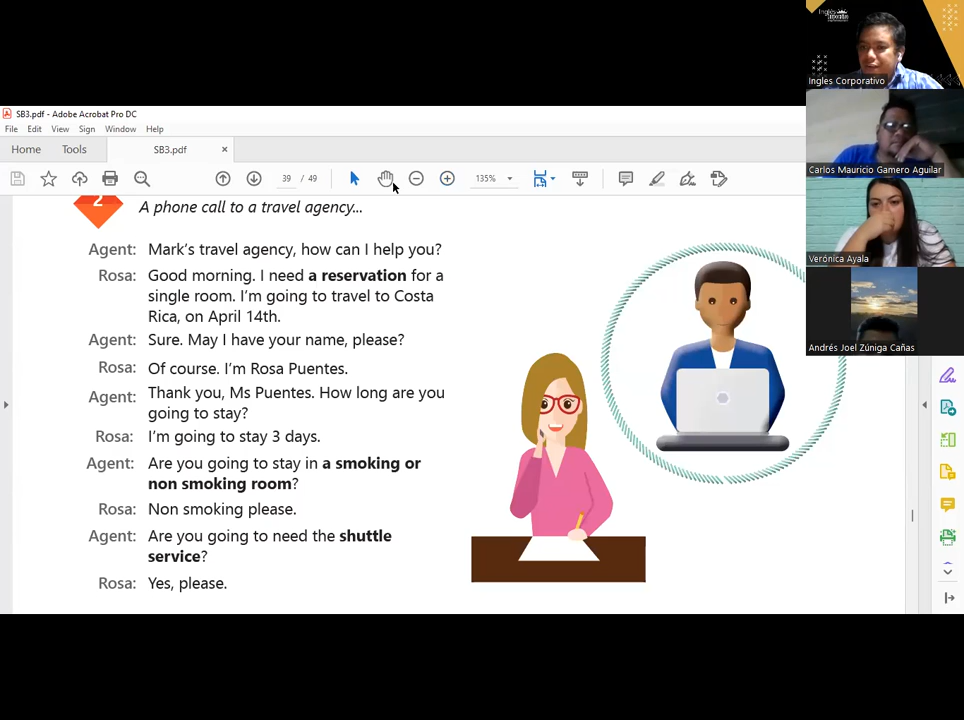 Inglés
Corporativo
Ingles Corporativo
SB3.pdf - Adobe Acrobat Pro DC
File Edit View Sign Window Help
Home Tools SB3.pdf ×
39 / 49 135%
Carlos Mauricio Gamero Aguilar
Verónica Ayala
Andrés Joel Zúniga Cañas
2 A phone call to a travel agency...
Agent: Mark's travel agency, how can I help you?
Rosa: Good morning. I need a reservation for a
single room. I'm going to travel to Costa
Rica, on April 14th.
Agent: Sure. May I have your name, please?
Rosa: Of course. I'm Rosa Puentes.
Agent: Thank you, Ms Puentes. How long are you
going to stay?
Rosa: I'm going to stay 3 days.
Agent: Are you going to stay in a smoking or
non smoking room?
Rosa: Non smoking please.
Agent: Are you going to need the shuttle
service?
Rosa: Yes, please.